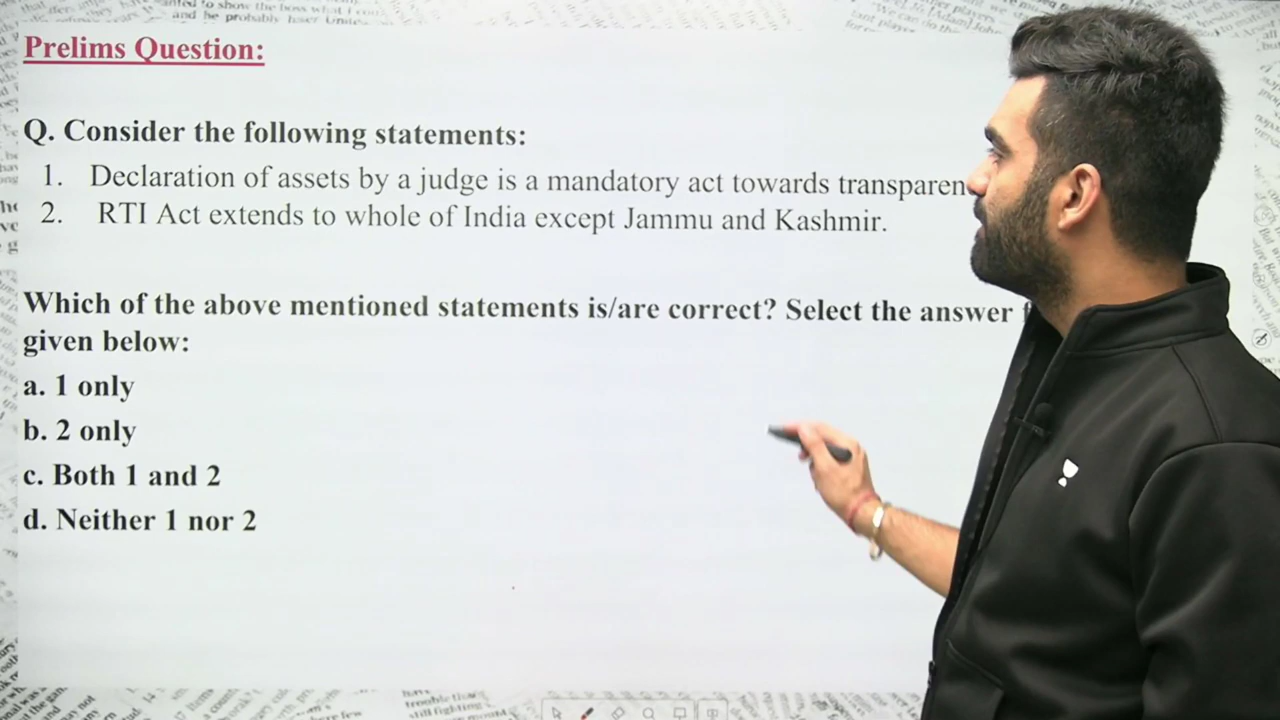 Prelims Question:
Q. Consider the following statements:
1. Declaration of assets by a judge is a mandatory act towards transparen
2. RTI Act extends to whole of India except Jammu and Kashmir.
Which of the above mentioned statements is/are correct? Select the answer
given below:
a. 1 only
b. 2 only
c. Both 1 and 2
d. Neither 1 nor 2